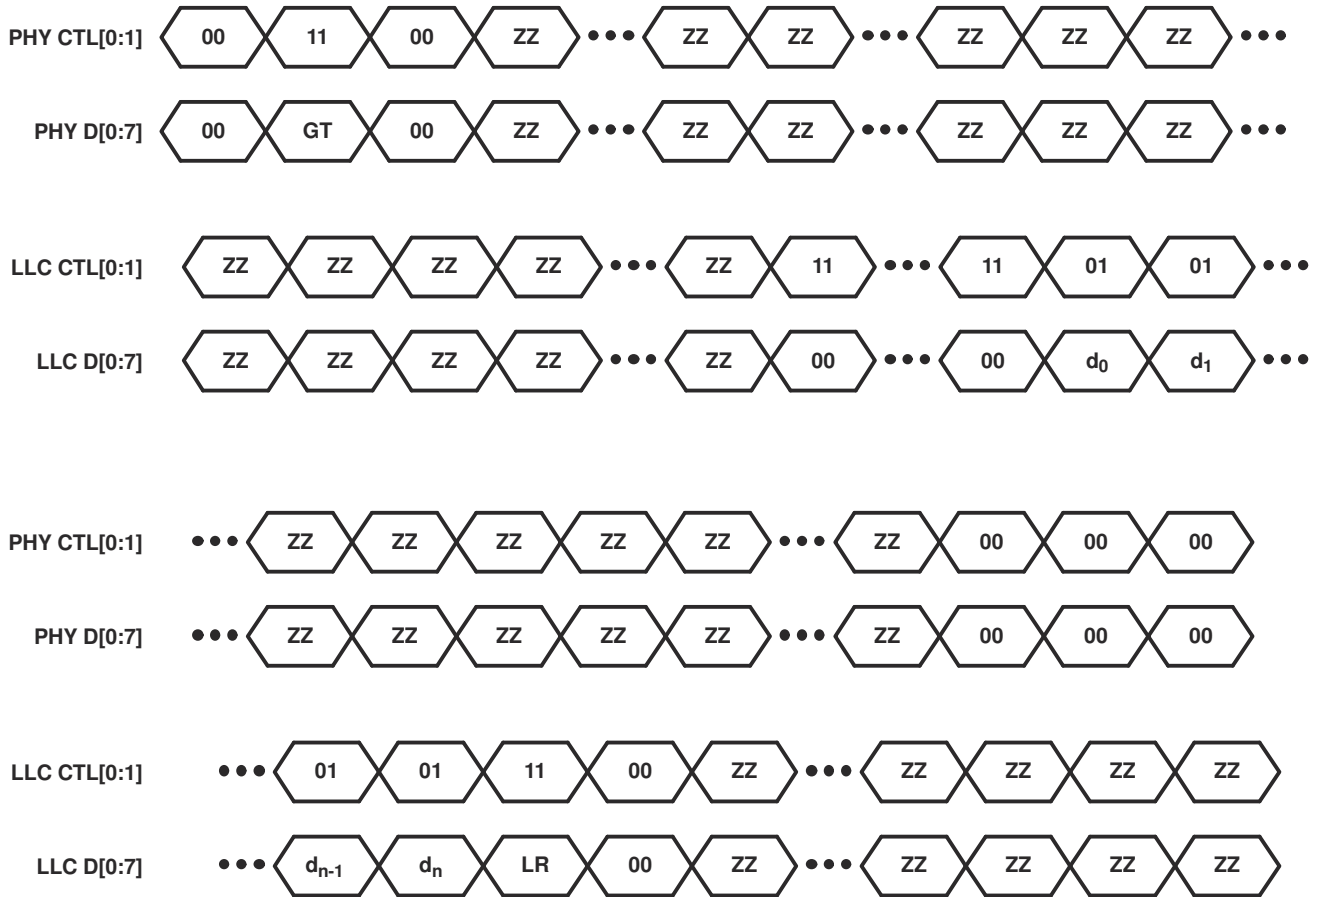 PHY CTL[0:1] 00 11 00 ZZ ••• ZZ ZZ ••• ZZ ZZ ZZ •••
PHY D[0:7] 00 GT 00 ZZ ••• ZZ ZZ ••• ZZ ZZ ZZ •••
LLC CTL[0:1] ZZ ZZ ZZ ZZ ••• ZZ 11 ••• 11 01 01 •••
LLC D[0:7] ZZ ZZ ZZ ZZ ••• ZZ 00 ••• 00 d0 d1 •••
PHY CTL[0:1] ••• ZZ ZZ ZZ ZZ ZZ ••• ZZ 00 00 00
PHY D[0:7] ••• ZZ ZZ ZZ ZZ ZZ ••• ZZ 00 00 00
LLC CTL[0:1] ••• 01 01 11 00 ZZ ••• ZZ ZZ ZZ ZZ
LLC D[0:7] ••• dn-1 dn LR 00 ZZ ••• ZZ ZZ ZZ ZZ